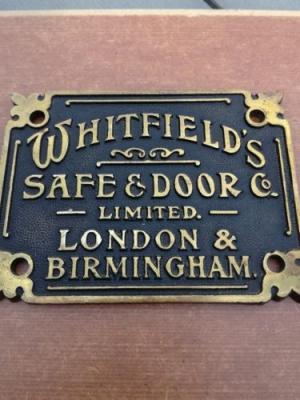 WHITFIELD'S
SAFE & DOOR Co.
LIMITED.
LONDON &
BIRMINGHAM.